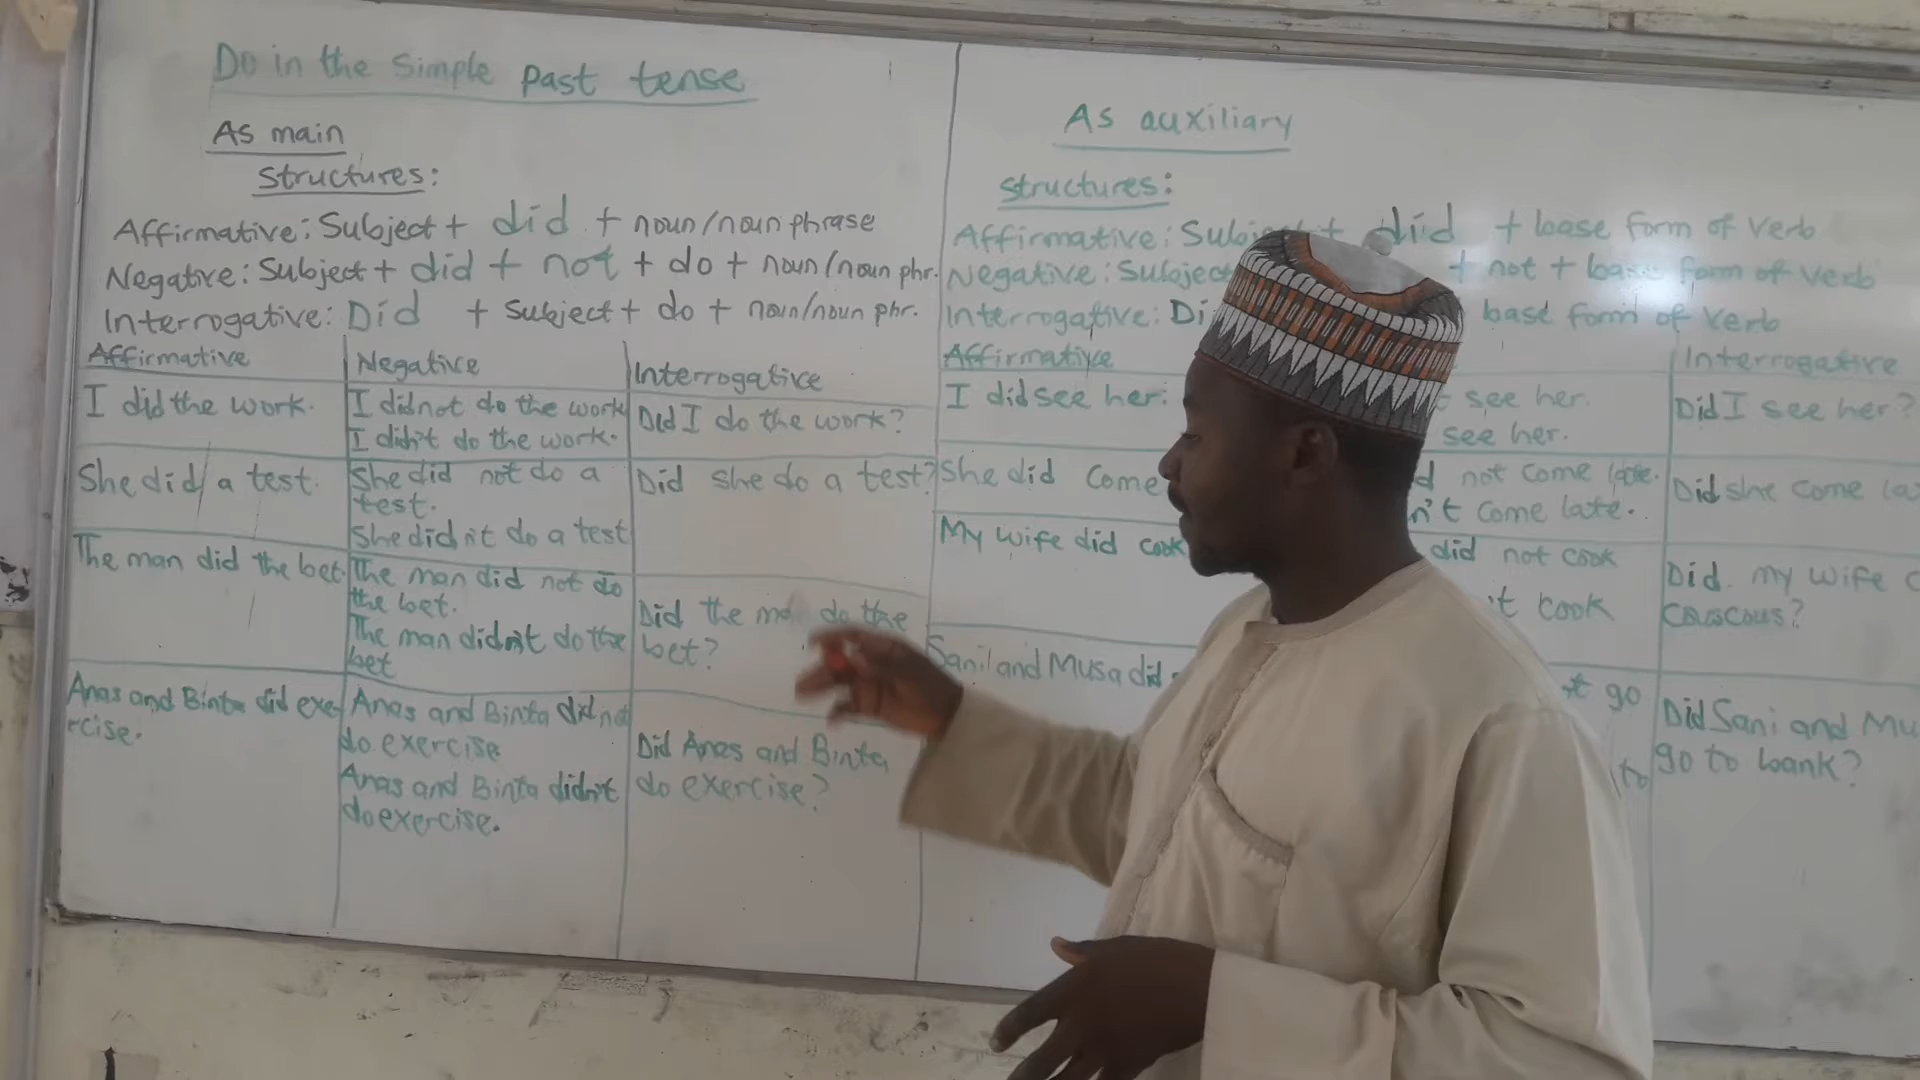 Do in the simple past tense
As main
Structures:
Affirmative: Subject + did + noun/noun phrase
Negative: Subject + did + not + do + noun/noun phr.
Interrogative: Did + subject + do + noun/noun phr.
Affirmative Negative Interrogative
I did the work. I did not do the work Did I do the work?
I didn't do the work.
She did a test. She did not do a Did she do a test?
test.
She didn't do a test
The man did the bet. The man did not do
the bet. Did the do the
The man didn't do the bet?
bet
Anas and Binta did exe- Anas and Binta did not
rcise. do exercise Did Anas and Binta
Anas and Binta didn't do exercise?
do exercise.
As auxiliary
Structures:
Affirmative: did + base form of verb
Negative: + not + base form of verb
Interrogative: base form of verb
Affirmative Interrogative
I did see her. see her. Did I see her?
see her.
She did come not come late. Did she come
come late.
My wife did cook did not cook Did my wife
cook couscous?
Sani and Musa did go Did Sani and
to go to bank?